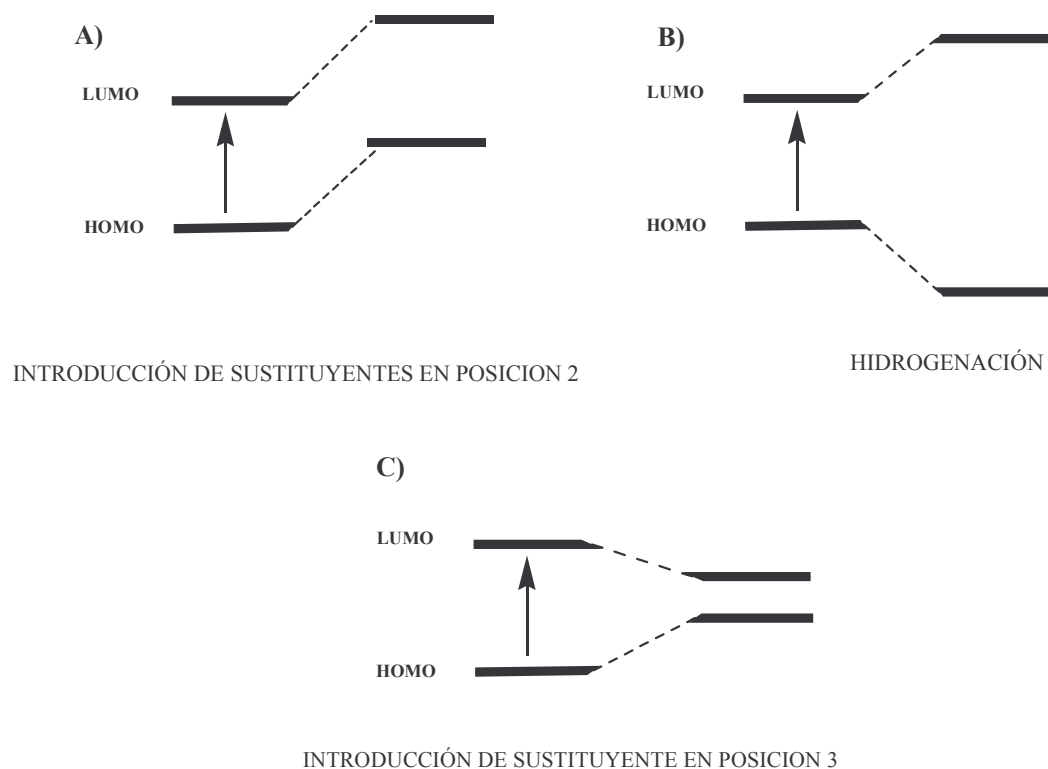 A)
LUMO
HOMO
INTRODUCCIÓN DE SUSTITUYENTES EN POSICION 2
B)
LUMO
HOMO
HIDROGENACIÓN
C)
LUMO
HOMO
INTRODUCCIÓN DE SUSTITUYENTE EN POSICION 3